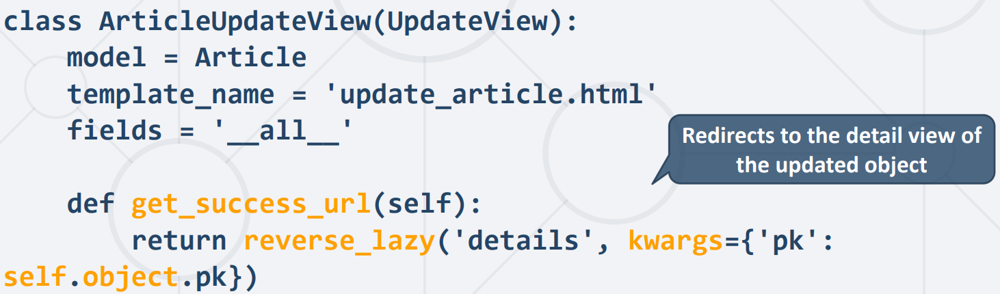 class ArticleUpdateView(UpdateView):
    model = Article
    template_name = 'update_article.html'
    fields = '__all__'
Redirects to the detail view of
the updated object
    def get_success_url(self):
        return reverse_lazy('details', kwargs={'pk':
self.object.pk})